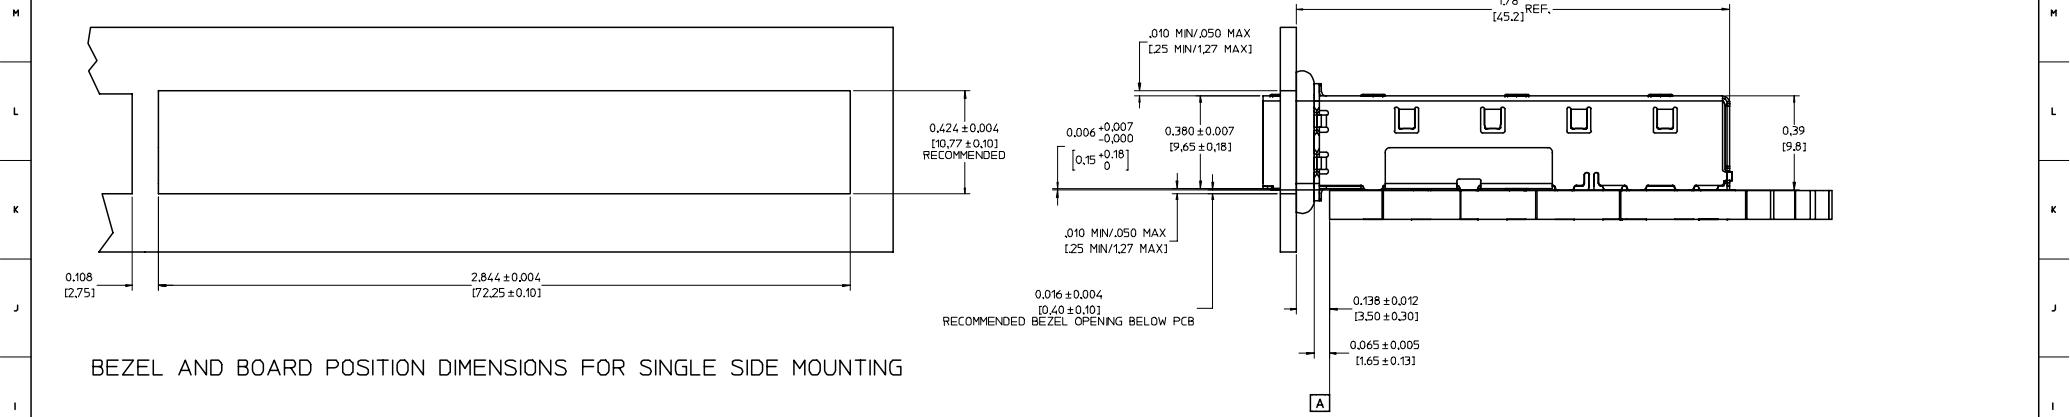 M
M
1.78
[45.2] REF.
.010 MIN/.050 MAX
[.25 MIN/1.27 MAX]
L
L
0.424 ±0.004
[10.77 ±0.10]
RECOMMENDED
0.006 +0.007
-0.000
[0.15 +0.18
0]
0.380 ±0.007
[9.65 ±0.18]
0.39
[9.8]
K
K
.010 MIN/.050 MAX
[.25 MIN/1.27 MAX]
0.108
[2.75]
2.844 ±0.004
[72.25 ±0.10]
0.016 ±0.004
[0.40 ±0.10]
RECOMMENDED BEZEL OPENING BELOW PCB
0.138 ±0.012
[3.50 ±0.30]
J
J
0.065 ±0.005
[1.65 ±0.13]
BEZEL AND BOARD POSITION DIMENSIONS FOR SINGLE SIDE MOUNTING
A
I
I